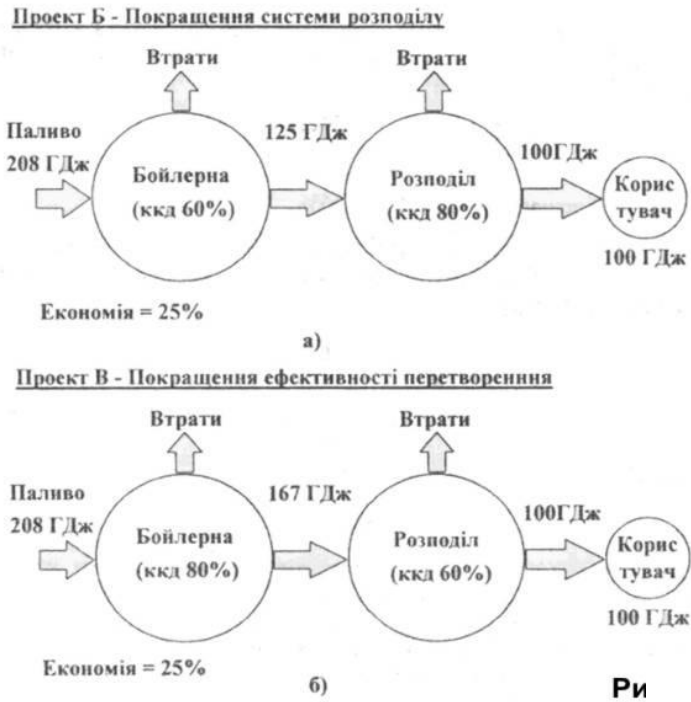 Проект Б - Покращення системи розподілу
Втрати
Втрати
Паливо
208 ГДж
125 ГДж
100ГДж
Бойлерна
(ккд 60%)
Розподіл
(ккд 80%)
Корис
тувач
100 ГДж
Економія = 25%
а)
Проект В - Покращення ефективності перетворенння
Втрати
Втрати
Паливо
208 ГДж
167 ГДж
100ГДж
Бойлерна
(ккд 80%)
Розподіл
(ккд 60%)
Корис
тувач
100 ГДж
Економія = 25%
б)
Ри